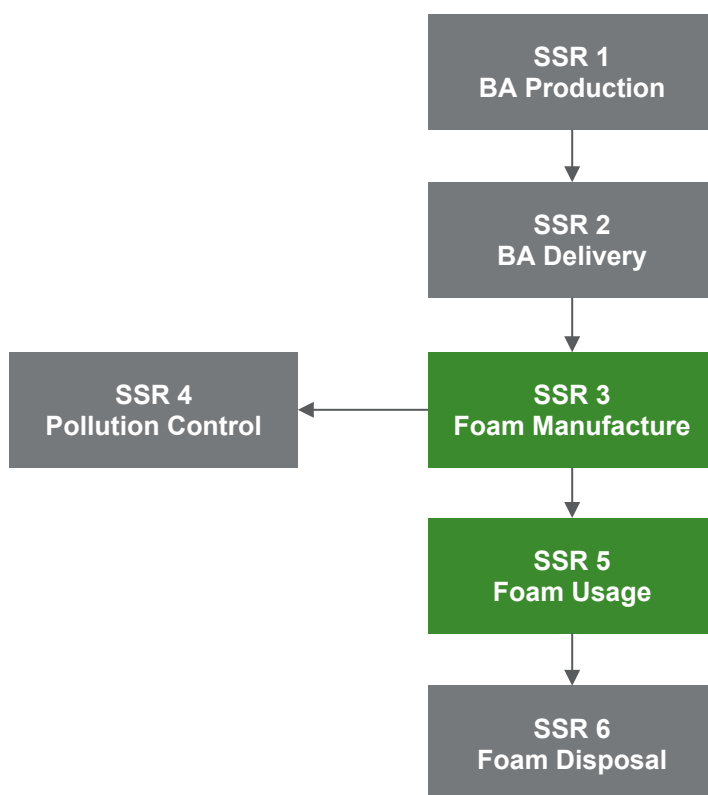 SSR 1
BA Production
SSR 2
BA Delivery
SSR 4
Pollution Control
SSR 3
Foam Manufacture
SSR 5
Foam Usage
SSR 6
Foam Disposal